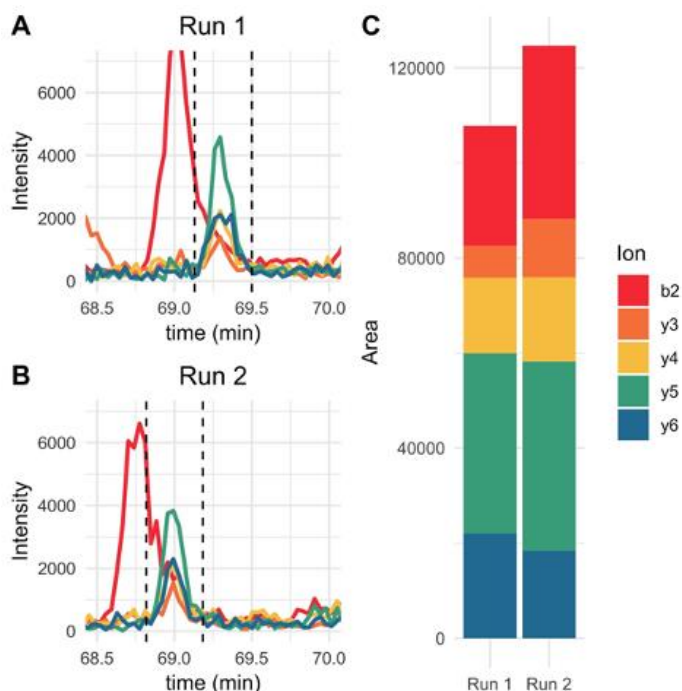 A
Run 1
Intensity
6000
4000
2000
0
68.5 69.0 69.5 70.0
time (min)
B
Run 2
Intensity
6000
4000
2000
0
68.5 69.0 69.5 70.0
time (min)
C
Area
120000
80000
40000
0
Run 1 Run 2
Ion
b2
y3
y4
y5
y6